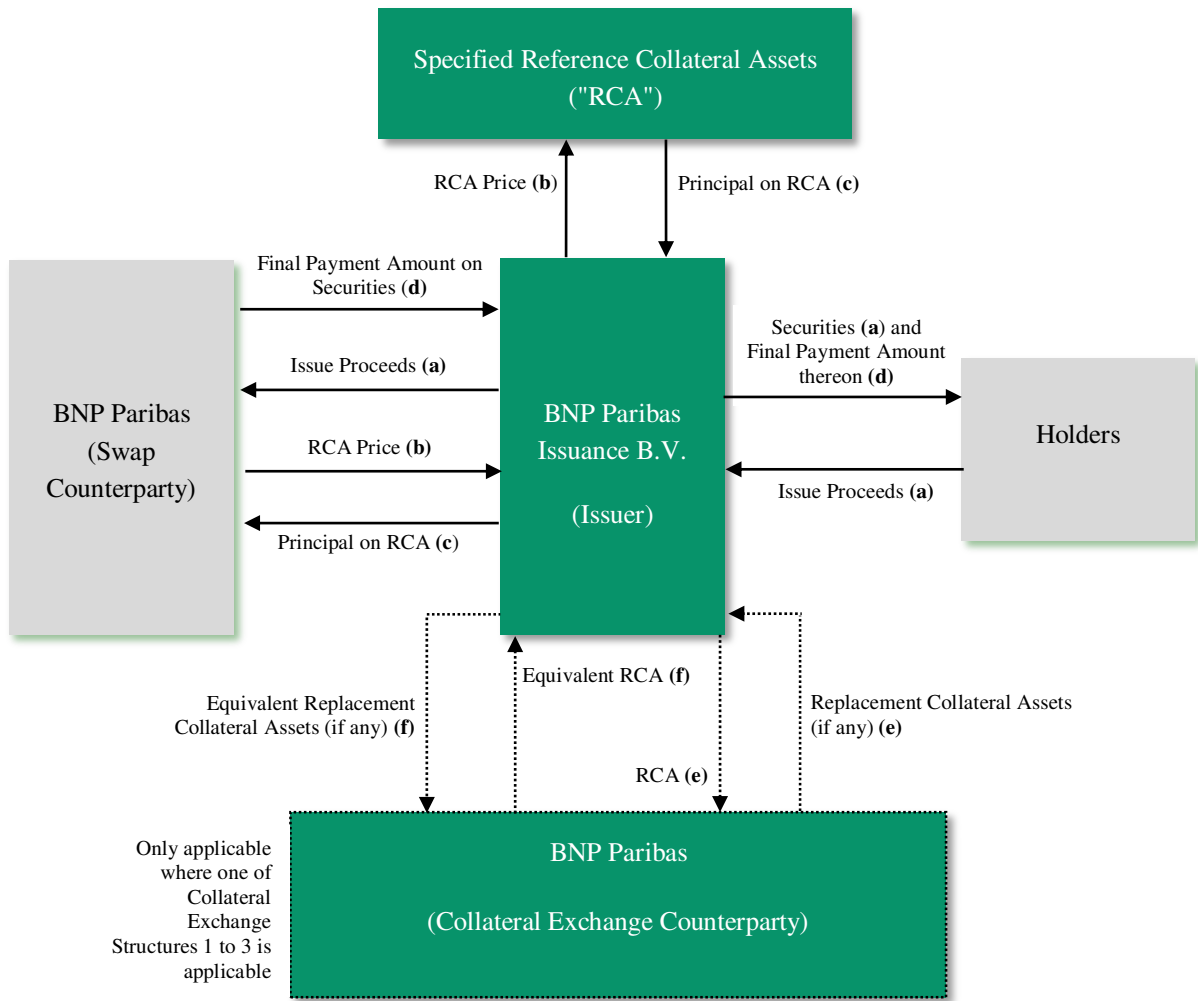 Specified Reference Collateral Assets
("RCA")
RCA Price (b)
Principal on RCA (c)
Final Payment Amount on
Securities (d)
Issue Proceeds (a)
RCA Price (b)
Principal on RCA (c)
BNP Paribas
(Swap
Counterparty)
BNP Paribas
Issuance B.V.
(Issuer)
Securities (a) and
Final Payment Amount
thereon (d)
Issue Proceeds (a)
Holders
Equivalent Replacement
Collateral Assets (if any) (f)
Equivalent RCA (f)
RCA (e)
Replacement Collateral Assets
(if any) (e)
Only applicable
where one of
Collateral
Exchange
Structures 1 to 3 is
applicable
BNP Paribas
(Collateral Exchange Counterparty)